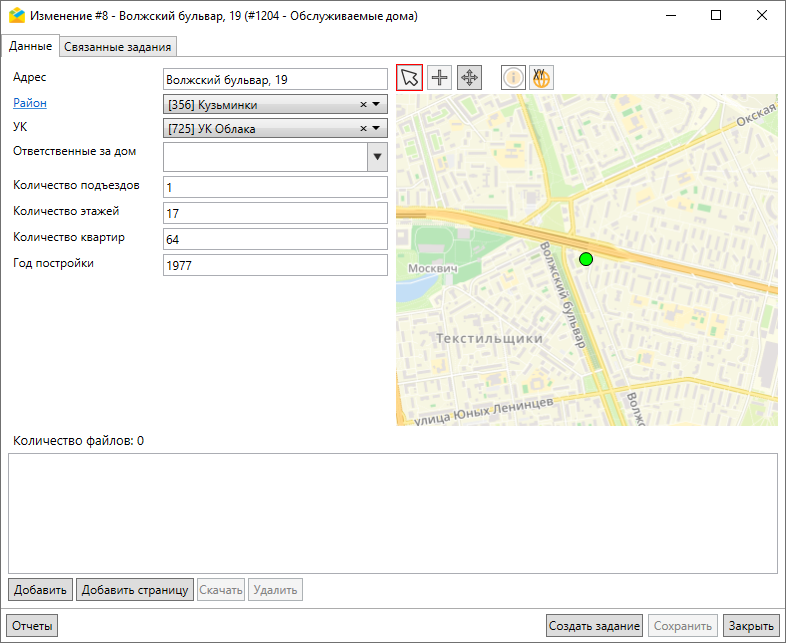 Изменение #8 - Волжский бульвар, 19 (#1204 - Обслуживаемые дома)
Данные
Связанные задания
Адрес
Волжский бульвар, 19
Район
[356] Кузьминки
УК
[725] УК Облака
Ответственные за дом
Количество подъездов
1
Количество этажей
17
Количество квартир
64
Год постройки
1977
XY
Окская
Москвич
Волжский бульвар
Текстильщики
улица Юных Ленинцев
Волж
Количество файлов: 0
Добавить
Добавить страницу
Скачать
Удалить
Отчеты
Создать задание
Сохранить
Закрыть